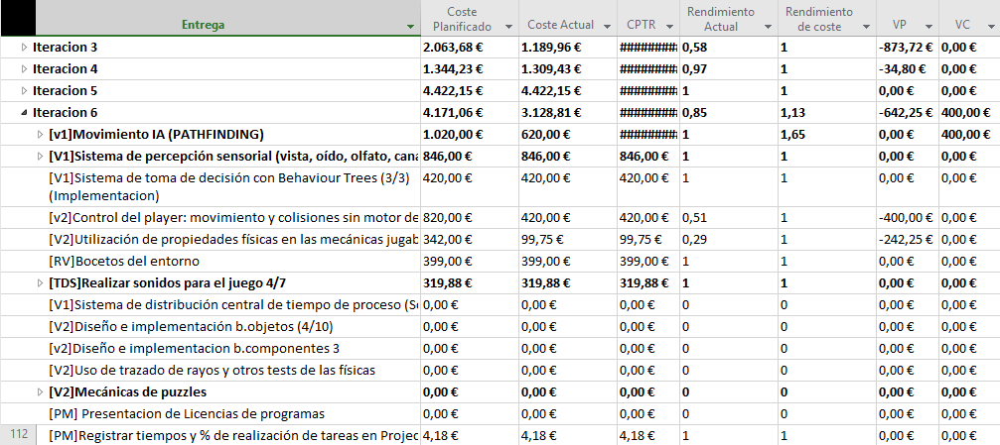 Entrega Coste Planificado Coste Actual CPTR Rendimiento Actual Rendimiento de coste VP VC
Iteracion 3 2.063,68 € 1.189,96 € ######## 0,58 1 -873,72 € 0,00 €
Iteracion 4 1.344,23 € 1.309,43 € ######## 0,97 1 -34,80 € 0,00 €
Iteracion 5 4.422,15 € 4.422,15 € ######## 1 1 0,00 € 0,00 €
Iteracion 6 4.171,06 € 3.128,81 € ######## 0,85 1,13 -642,25 € 400,00 €
[v1]Movimiento IA (PATHFINDING) 1.020,00 € 620,00 € ######## 1 1,65 0,00 € 400,00 €
[V1]Sistema de percepción sensorial (vista, oído, olfato, cana 846,00 € 846,00 € 846,00 € 1 1 0,00 € 0,00 €
[V1]Sistema de toma de decisión con Behaviour Trees (3/3) 420,00 € 420,00 € 420,00 € 1 1 0,00 € 0,00 €
(Implementacion)
[v2]Control del player: movimiento y colisiones sin motor de 820,00 € 420,00 € 420,00 € 0,51 1 -400,00 € 0,00 €
[V2]Utilización de propiedades físicas en las mecánicas jugab 342,00 € 99,75 € 99,75 € 0,29 1 -242,25 € 0,00 €
[RV]Bocetos del entorno 399,00 € 399,00 € 399,00 € 1 1 0,00 € 0,00 €
[TDS]Realizar sonidos para el juego 4/7 319,88 € 319,88 € 319,88 € 1 1 0,00 € 0,00 €
[V1]Sistema de distribución central de tiempo de proceso (S 0,00 € 0,00 € 0,00 € 0 0 0,00 € 0,00 €
[V2]Diseño e implementación b.objetos (4/10) 0,00 € 0,00 € 0,00 € 0 0 0,00 € 0,00 €
[v2]Diseño e implementacion b.componentes 3 0,00 € 0,00 € 0,00 € 0 0 0,00 € 0,00 €
[V2]Uso de trazado de rayos y otros tests de las físicas 0,00 € 0,00 € 0,00 € 0 0 0,00 € 0,00 €
[V2]Mecánicas de puzzles 0,00 € 0,00 € 0,00 € 0 0 0,00 € 0,00 €
[PM] Presentacion de Licencias de programas 0,00 € 0,00 € 0,00 € 0 0 0,00 € 0,00 €
112 [PM]Registrar tiempos y % de realización de tareas en Projec 4,18 € 4,18 € 4,18 € 1 1 0,00 € 0,00 €